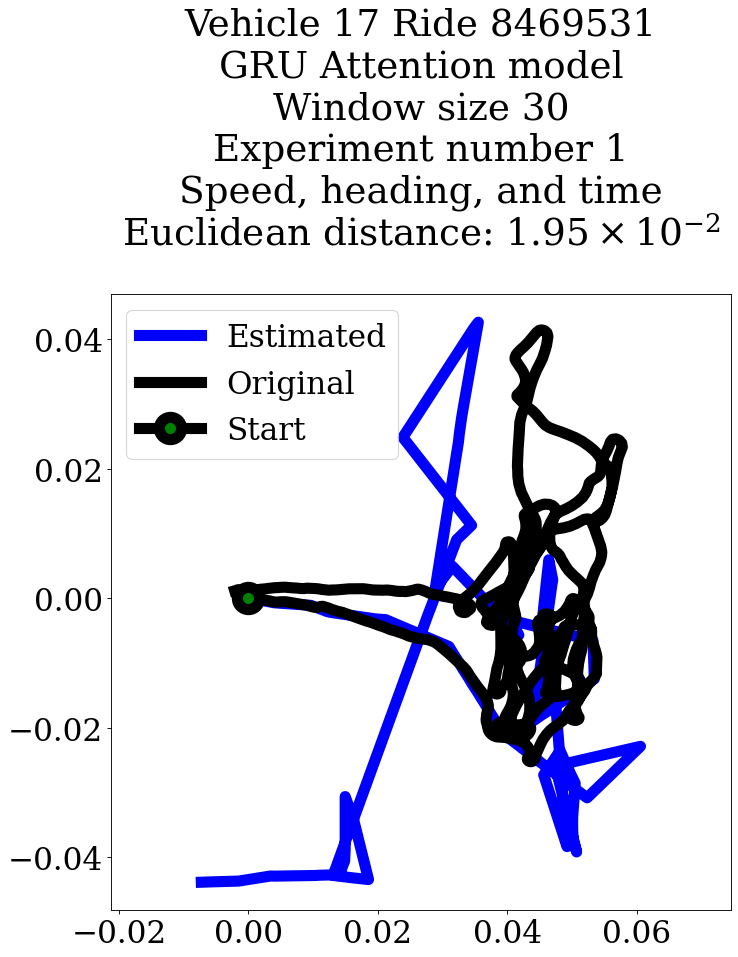 Vehicle 17 Ride 8469531
GRU Attention model
Window size 30
Experiment number 1
Speed, heading, and time
Euclidean distance: 1.95 × 10⁻²
Estimated
Original
Start
0.04
0.02
0.00
−0.02
−0.04
−0.02 0.00 0.02 0.04 0.06